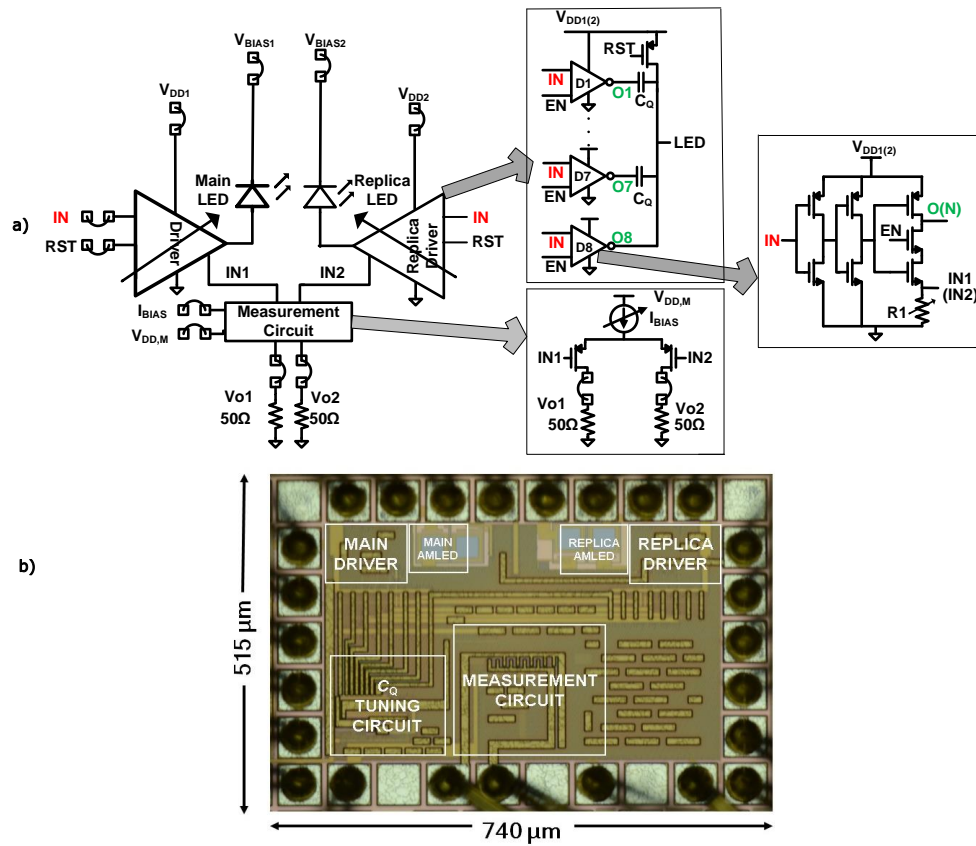 a)
V_BIAS1
V_BIAS2
V_DD1
V_DD2
Main
LED
Replica
LED
IN
RST
Driver
Replica
Driver
IN
RST
IN1
IN2
I_BIAS
V_DD,M
Measurement
Circuit
Vo1
50Ω
Vo2
50Ω
V_DD1(2)
RST
IN
EN
D1
O1
C_Q
LED
IN
EN
D7
O7
C_Q
IN
EN
D8
O8
V_DD,M
I_BIAS
IN1
IN2
Vo1
50Ω
Vo2
50Ω
V_DD1(2)
IN
EN
O(N)
IN1
(IN2)
R1
b)
MAIN
DRIVER
MAIN
AMLED
REPLICA
AMLED
REPLICA
DRIVER
C_Q
TUNING
CIRCUIT
MEASUREMENT
CIRCUIT
515 µm
740 µm